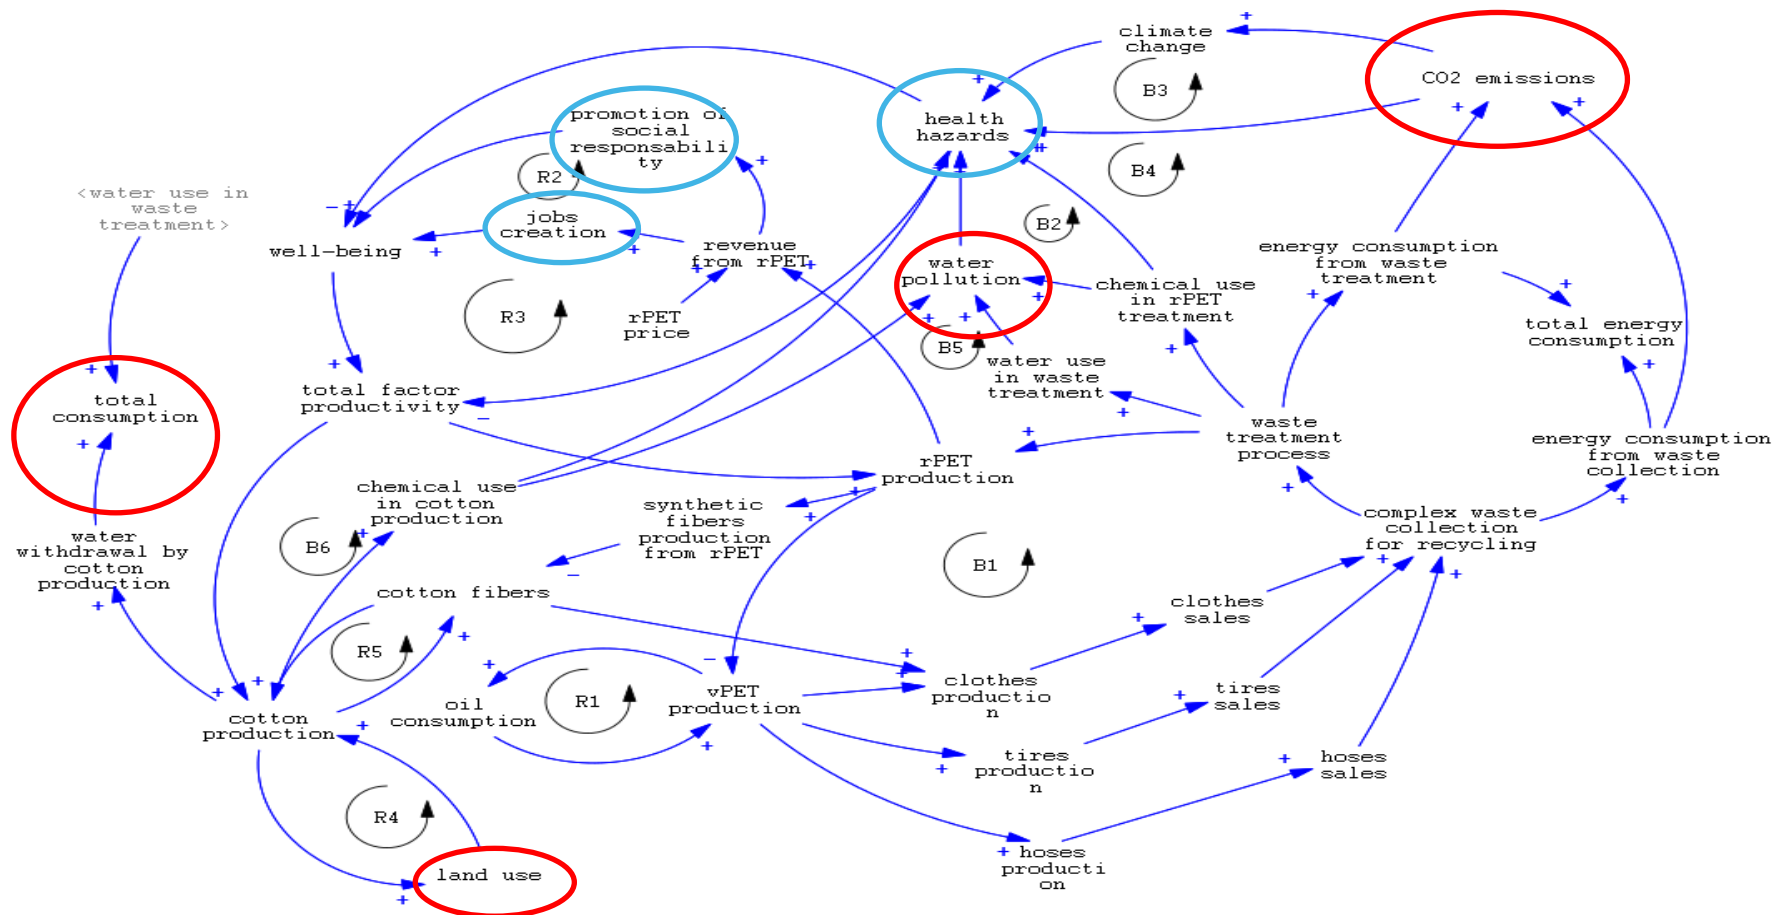 climate
change
+
CO2 emissions
B3
+
+
+
promotion of
social
responsabili
ty
health
hazards
+
++
B4
R2
+
<water use in
waste
treatment>
-
+
jobs
creation
well-being
+
+
revenue
from rPET
+
+
B2
water
pollution
+
+
+
+
chemical use
in rPET
treatment
energy consumption
from waste
treatment
+
+
R3
rPET
price
B5
total energy
consumption
+
water use
in waste
treatment
+
+
+
+
total
consumption
+
total factor
productivity
-
waste
treatment
process
+
+
energy consumption
from waste
collection
+
rPET
production
+
chemical use
in cotton
production
+
synthetic
fibers
production
from rPET
+
-
complex waste
collection
for recycling
+
+
+
water
withdrawal by
cotton
production
+
B6
B1
cotton fibers
clothes
sales
+
R5
+
+
+
+
-
+
+
cotton
production
+
oil
consumption
R1
vPET
production
+
clothes
productio
n
tires
sales
+
tires
productio
n
+
hoses
sales
+
R4
land use
+
+
hoses
producti
on